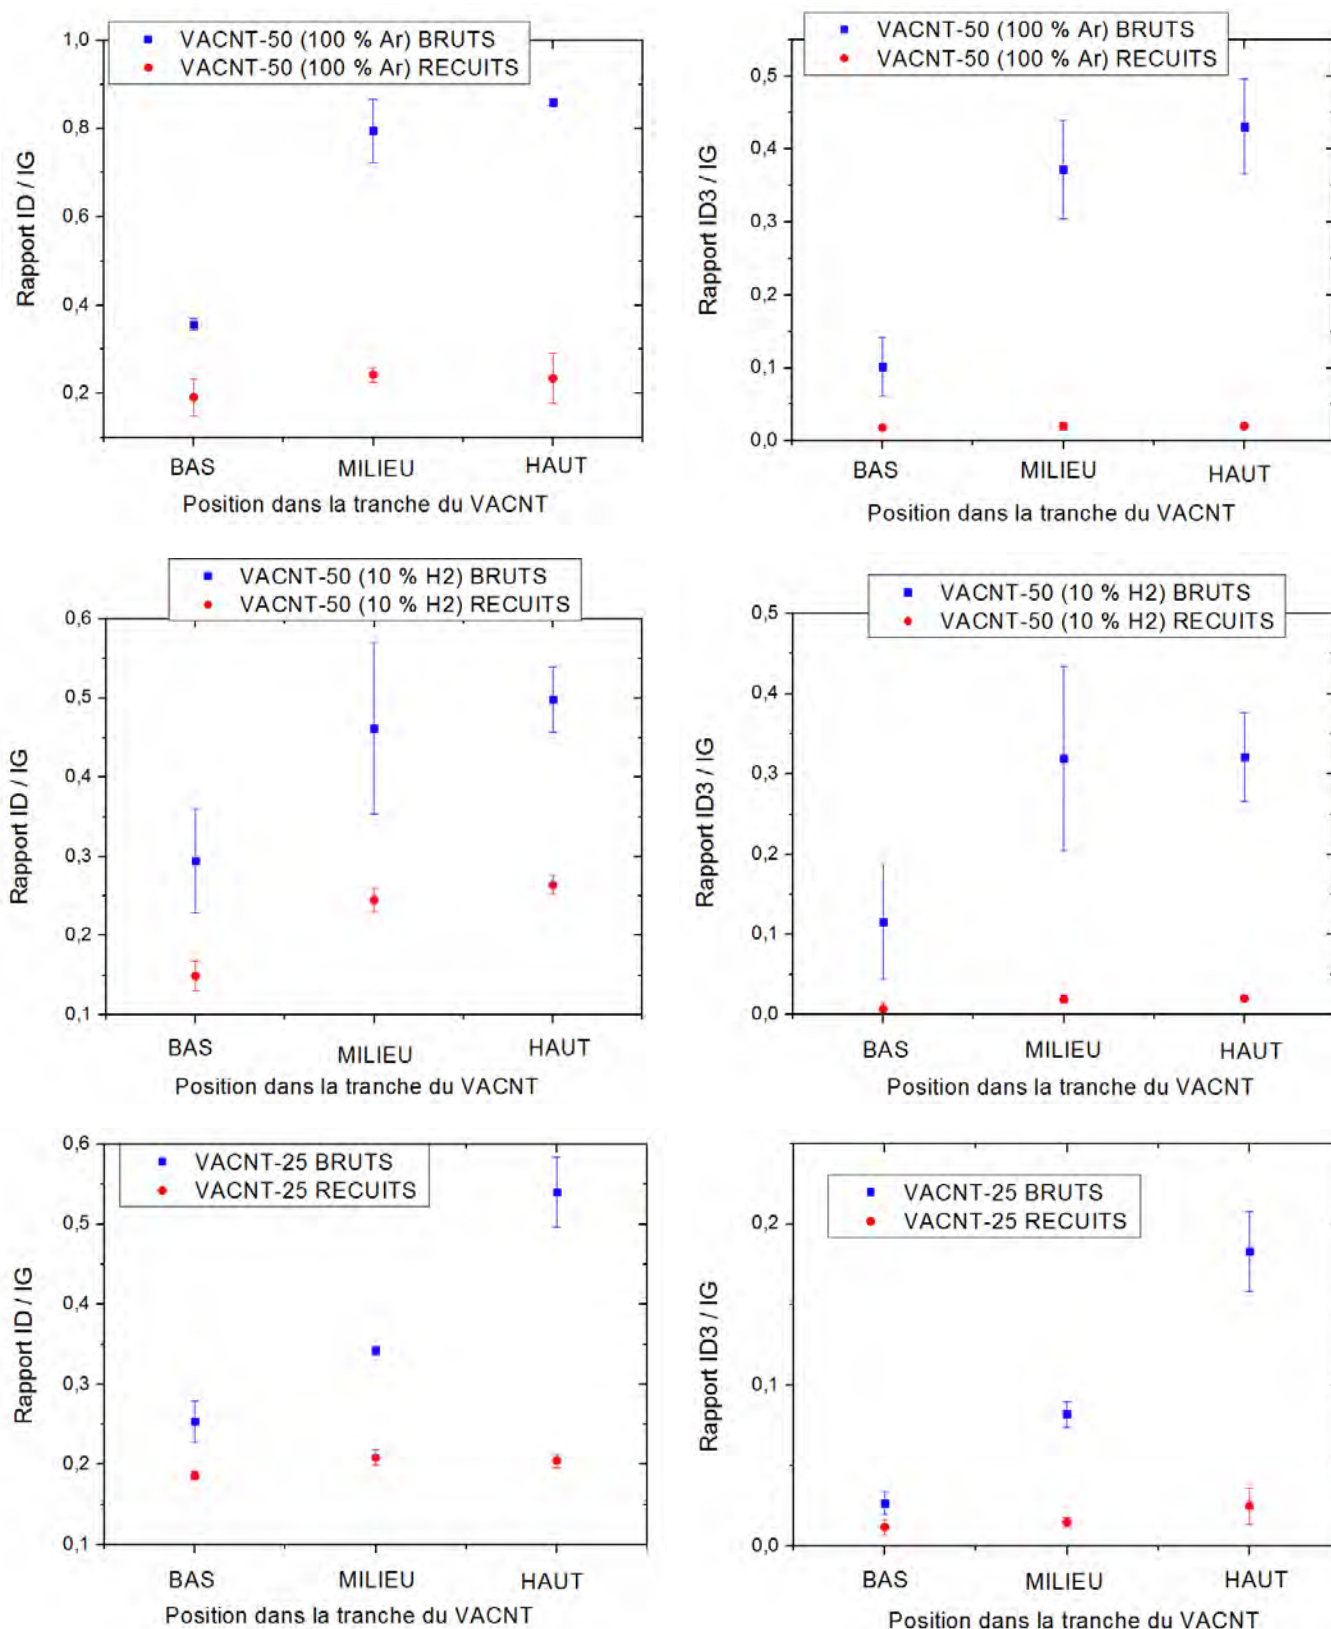 VACNT-50 (100 % Ar) BRUTS
VACNT-50 (100 % Ar) RECUITS
1,0
0,8
0,6
0,4
0,2
Rapport ID / IG
BAS
MILIEU
HAUT
Position dans la tranche du VACNT
VACNT-50 (100 % Ar) BRUTS
VACNT-50 (100 % Ar) RECUITS
0,5
0,4
0,3
0,2
0,1
0,0
Rapport ID3 / IG
BAS
MILIEU
HAUT
Position dans la tranche du VACNT
VACNT-50 (10 % H2) BRUTS
VACNT-50 (10 % H2) RECUITS
0,6
0,5
0,4
0,3
0,2
0,1
Rapport ID / IG
BAS
MILIEU
HAUT
Position dans la tranche du VACNT
VACNT-50 (10 % H2) BRUTS
VACNT-50 (10 % H2) RECUITS
0,5
0,4
0,3
0,2
0,1
0,0
Rapport ID3 / IG
BAS
MILIEU
HAUT
Position dans la tranche du VACNT
VACNT-25 BRUTS
VACNT-25 RECUITS
0,6
0,5
0,4
0,3
0,2
0,1
Rapport ID / IG
BAS
MILIEU
HAUT
Position dans la tranche du VACNT
VACNT-25 BRUTS
VACNT-25 RECUITS
0,2
0,1
0,0
Rapport ID3 / IG
BAS
MILIEU
HAUT
Position dans la tranche du VACNT